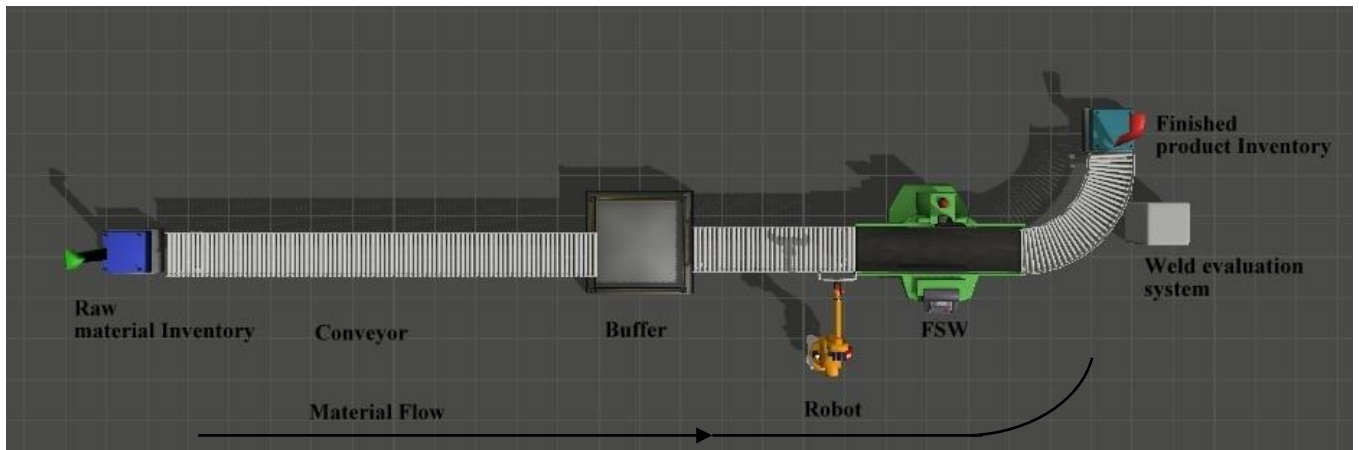 Finished
product Inventory
Weld evaluation
system
Raw
material Inventory
Conveyor
Buffer
FSW
Material Flow
Robot